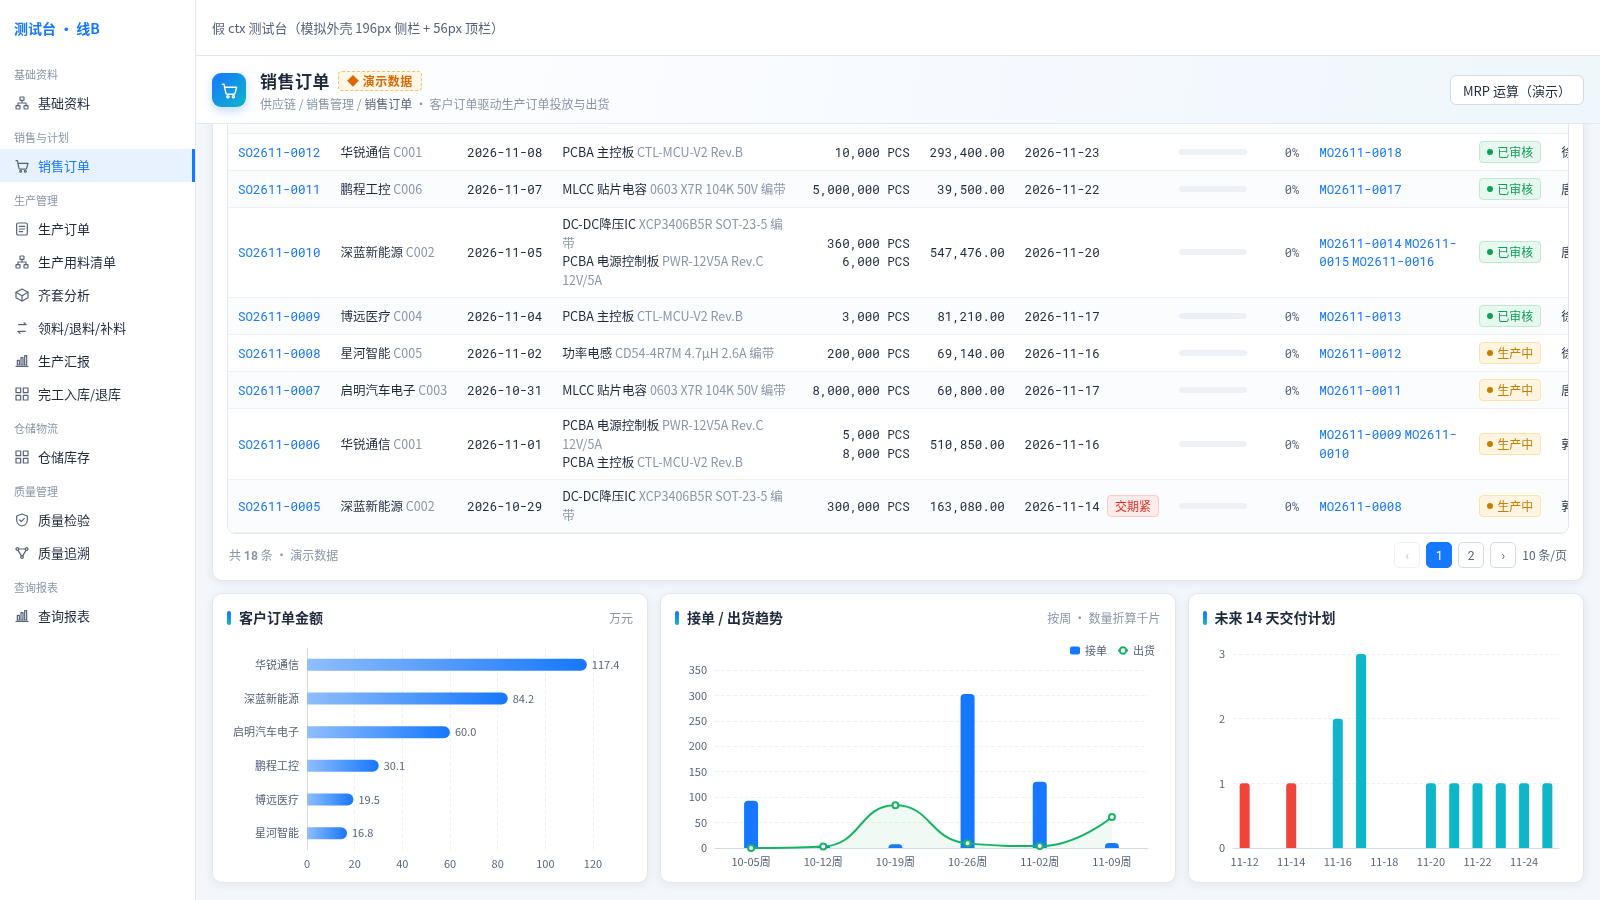 测试台 · 线B
假 ctx 测试台（模拟外壳 196px 侧栏 + 56px 顶栏）
基础资料
基础资料
销售与计划
销售订单
生产管理
生产订单
生产用料清单
齐套分析
领料/退料/补料
生产汇报
完工入库/退库
仓储物流
仓储库存
质量管理
质量检验
质量追溯
查询报表
查询报表
销售订单
◆ 演示数据
供应链 / 销售管理 / 销售订单 · 客户订单驱动生产订单投放与出货
MRP 运算（演示）
SO2611-0012 华锐通信 C001 2026-11-08 PCBA 主控板 CTL-MCU-V2 Rev.B 10,000 PCS 293,400.00 2026-11-23 0% MO2611-0018 已审核
SO2611-0011 鹏程工控 C006 2026-11-07 MLCC 贴片电容 0603 X7R 104K 50V 编带 5,000,000 PCS 39,500.00 2026-11-22 0% MO2611-0017 已审核
DC-DC降压IC XCP3406B5R SOT-23-5 编
带
360,000 PCS MO2611-0014 MO2611-
SO2611-0010 深蓝新能源 C002 2026-11-05 547,476.00 2026-11-20 0% 已审核
PCBA 电源控制板 PWR-12V5A Rev.C 6,000 PCS 0015 MO2611-0016
12V/5A
SO2611-0009 博远医疗 C004 2026-11-04 PCBA 主控板 CTL-MCU-V2 Rev.B 3,000 PCS 81,210.00 2026-11-17 0% MO2611-0013 已审核
SO2611-0008 星河智能 C005 2026-11-02 功率电感 CD54-4R7M 4.7μH 2.6A 编带 200,000 PCS 69,140.00 2026-11-16 0% MO2611-0012 生产中
SO2611-0007 启明汽车电子 C003 2026-10-31 MLCC 贴片电容 0603 X7R 104K 50V 编带 8,000,000 PCS 60,800.00 2026-11-17 0% MO2611-0011 生产中
PCBA 电源控制板 PWR-12V5A Rev.C
5,000 PCS MO2611-0009 MO2611-
SO2611-0006 华锐通信 C001 2026-11-01 12V/5A 510,850.00 2026-11-16 0% 生产中
8,000 PCS 0010
PCBA 主控板 CTL-MCU-V2 Rev.B
DC-DC降压IC XCP3406B5R SOT-23-5 编
SO2611-0005 深蓝新能源 C002 2026-10-29 300,000 PCS 163,080.00 2026-11-14 交期紧 0% MO2611-0008 生产中
带
共 18 条 · 演示数据
‹ 1 2 › 10 条/页
客户订单金额 万元
华锐通信 117.4
深蓝新能源 84.2
启明汽车电子 60.0
鹏程工控 30.1
博远医疗 19.5
星河智能 16.8
0 20 40 60 80 100 120
接单 / 出货趋势 按周 · 数量折算千片
接单 出货
350
300
250
200
150
100
50
0
10-05周 10-12周 10-19周 10-26周 11-02周 11-09周
未来 14 天交付计划
3
2
1
0
11-12 11-14 11-16 11-18 11-20 11-22 11-24